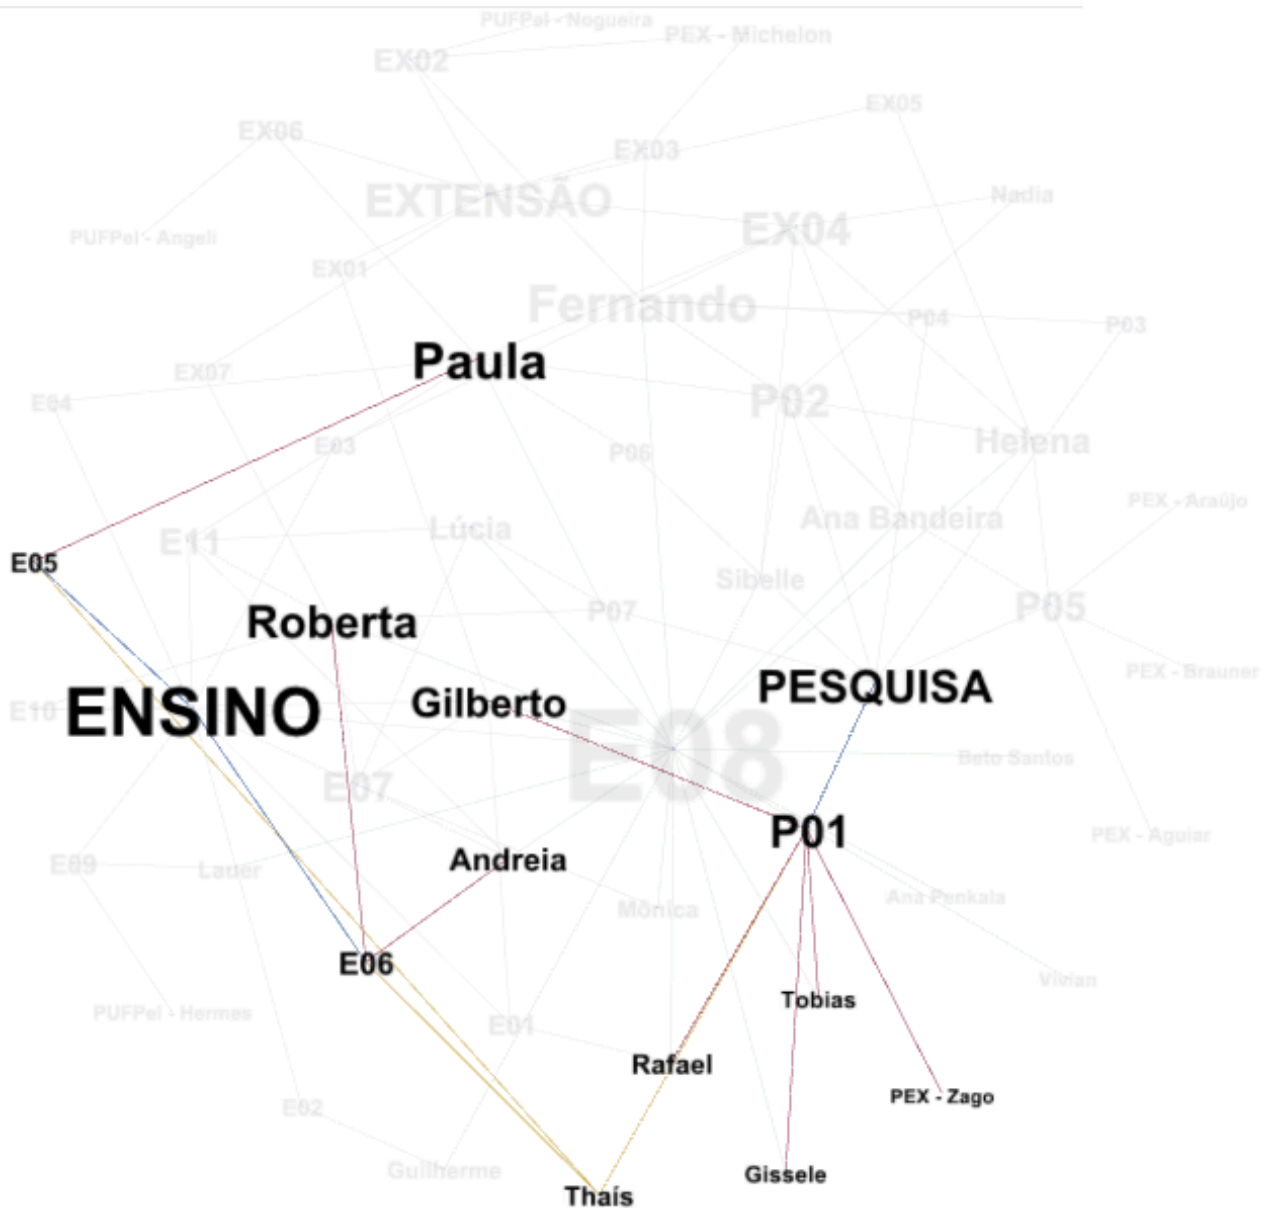 PUFPel - Nogueira
PEX - Michelon
EX02
EX05
EX06
EX03
EXTENSÃO
Nadia
EX04
PUFPel - Angeli
EX01
Fernando
P04
P03
Paula
EX07
E04
P02
Helena
E03
P06
PEX - Araújo
Ana Bandeira
Lúcia
E11
E05
Sibelle
P07
P05
Roberta
PEX - Brauner
PESQUISA
Gilberto
ENSINO
E10
E08
Beto Santos
E07
P01
PEX - Aguiar
Andreia
E09
Lauer
Ana Penkala
Mônica
E06
Vivian
Tobias
PUFPel - Hermes
E01
Rafael
PEX - Zago
E02
Guilherme
Gissele
Thaís